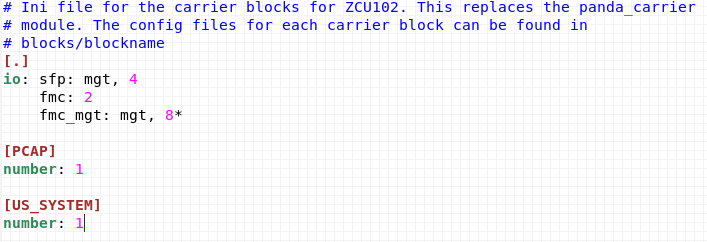 # Ini file for the carrier blocks for ZCU102. This replaces the panda_carrier
# module. The config files for each carrier block can be found in
# blocks/blockname
[.]
io: sfp: mgt, 4
    fmc: 2
    fmc_mgt: mgt, 8*

[PCAP]
number: 1

[US_SYSTEM]
number: 1